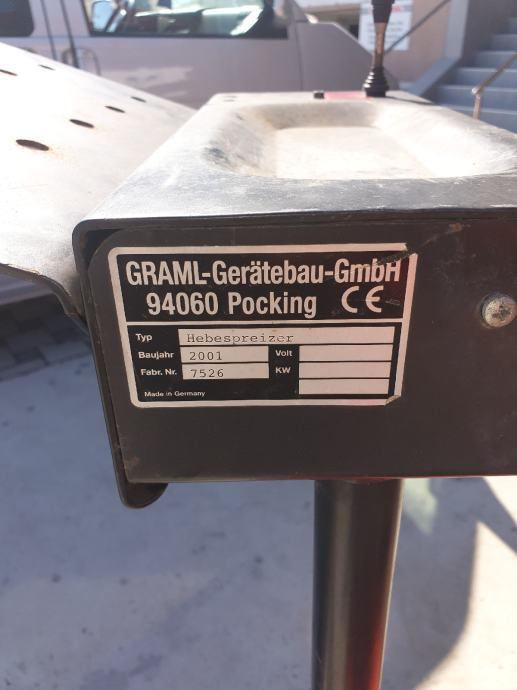 GRAML-Gerätebau-GmbH
94060 Pocking CE
Typ Hebespreizer
Baujahr 2001 Volt
Fabr. Nr. 7526 KW
Made in Germany